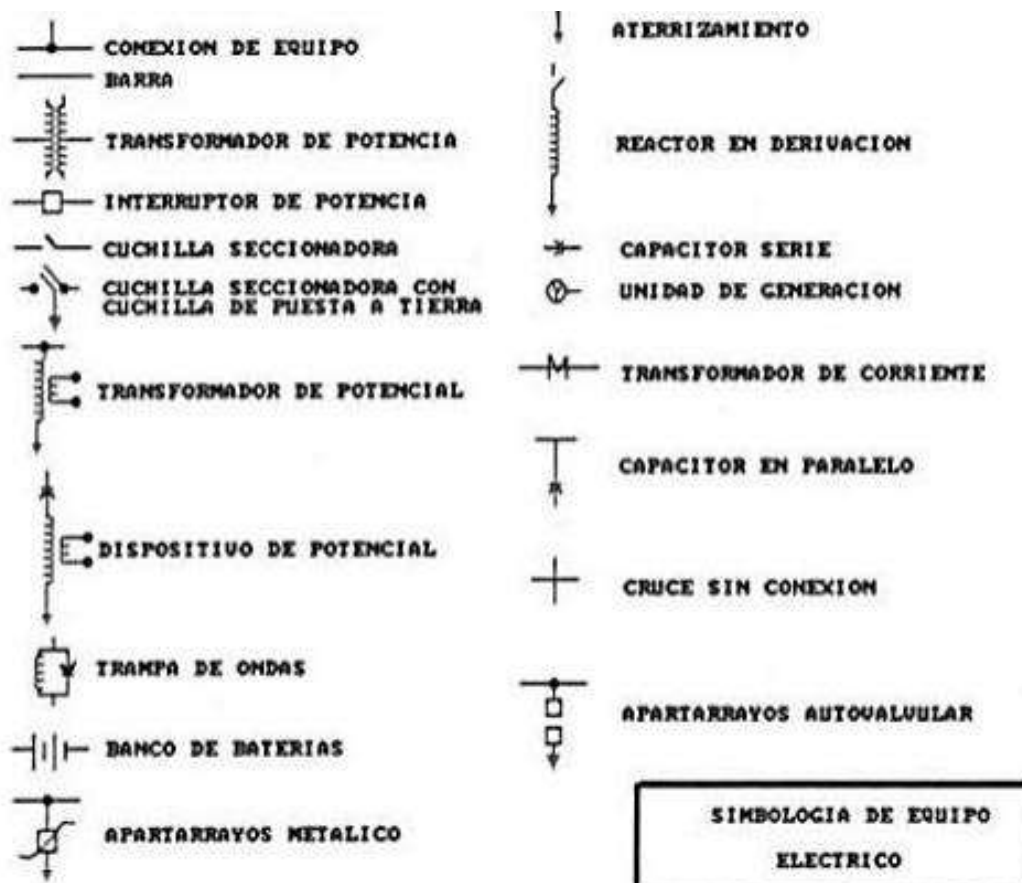 CONEXION DE EQUIPO
BARRA
TRANSFORMADOR DE POTENCIA
INTERRUPTOR DE POTENCIA
CUCHILLA SECCIONADORA
CUCHILLA SECCIONADORA CON
CUCHILLA DE PUESTA A TIERRA
TRANSFORMADOR DE POTENCIAL
DISPOSITIVO DE POTENCIAL
TRAMPA DE ONDAS
BANCO DE BATERIAS
APARTARRAYOS METALICO
ATERRIZAMIENTO
REACTOR EN DERIVACION
CAPACITOR SERIE
UNIDAD DE GENERACION
M TRANSFORMADOR DE CORRIENTE
CAPACITOR EN PARALELO
CRUCE SIN CONEXION
APARTARRAYOS AUTOVALVULAR
SIMBOLOGIA DE EQUIPO
ELECTRICO